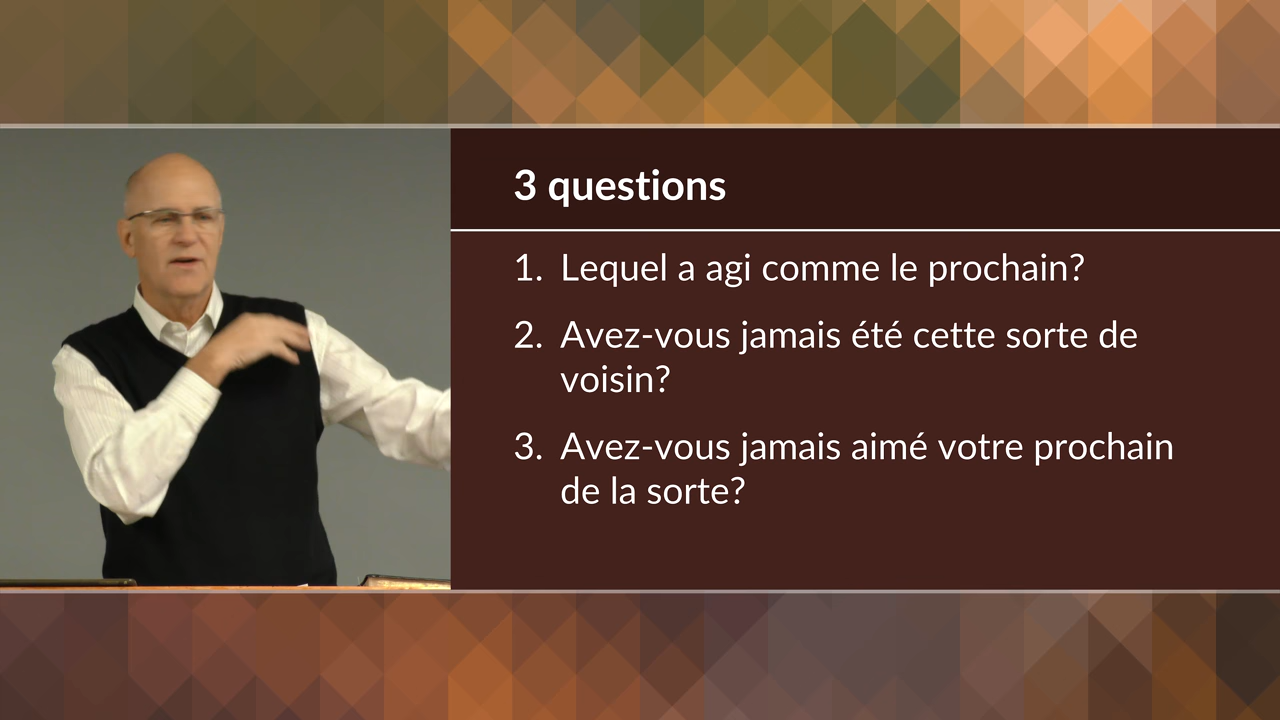 3 questions
1. Lequel a agi comme le prochain?
2. Avez-vous jamais été cette sorte de
voisin?
3. Avez-vous jamais aimé votre prochain
de la sorte?